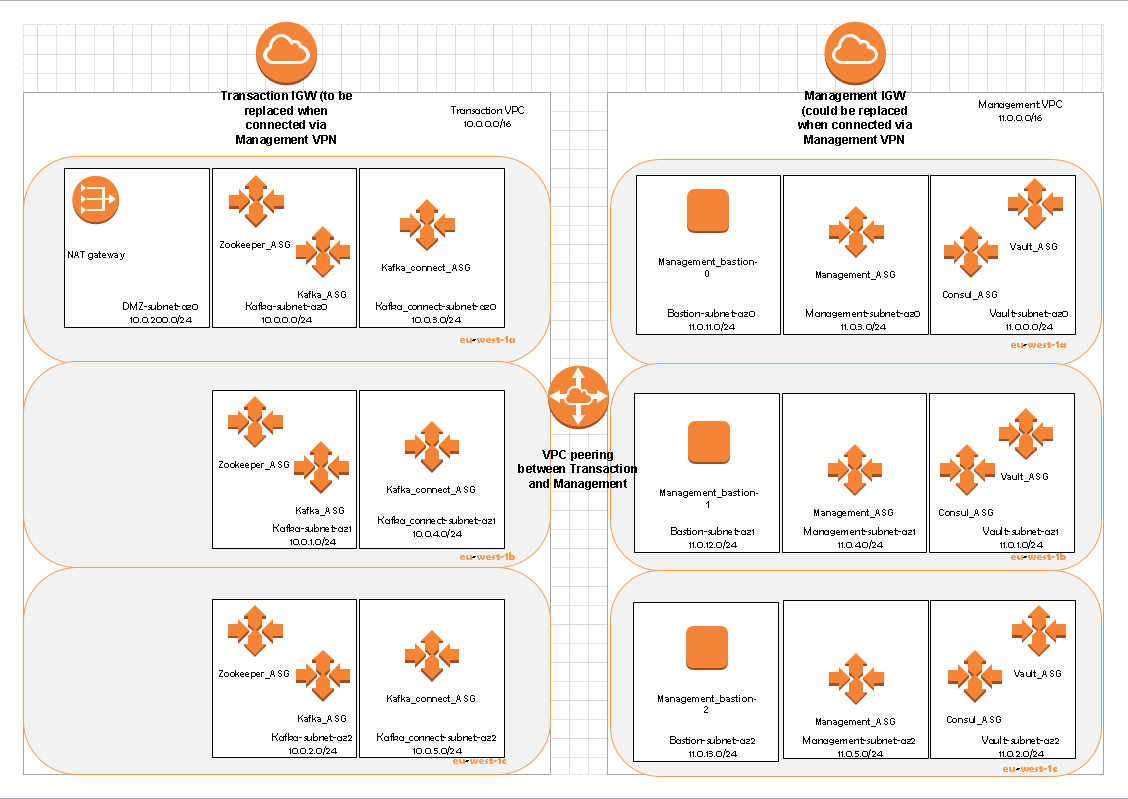 Transaction IGW (to be
replaced when
connected via
Management VPN
Transaction VPC
10.0.0.0/16
NAT gateway
DMZ-subnet-az0
10.0.200.0/24
Zookeeper_ASG
Kafka_ASG
Kafka-subnet-az0
10.0.0.0/24
Kafka_connect_ASG
Kafka_connect-subnet-az0
10.0.3.0/24
eu-west-1a
Zookeeper_ASG
Kafka_ASG
Kafka-subnet-az1
10.0.1.0/24
Kafka_connect_ASG
Kafka_connect-subnet-az1
10.0.4.0/24
eu-west-1b
Zookeeper_ASG
Kafka_ASG
Kafka-subnet-az2
10.0.2.0/24
Kafka_connect_ASG
Kafka_connect-subnet-az2
10.0.5.0/24
eu-west-1c
VPC peering
between Transaction
and Management
Management IGW
(could be replaced
when connected via
Management VPN
Management VPC
11.0.0.0/16
Management_bastion-
0
Bastion-subnet-az0
11.0.11.0/24
Management_ASG
Management-subnet-az0
11.0.3.0/24
Vault_ASG
Consul_ASG
Vault-subnet-az0
11.0.0.0/24
eu-west-1a
Management_bastion-
1
Bastion-subnet-az1
11.0.12.0/24
Management_ASG
Management-subnet-az1
11.0.4.0/24
Vault_ASG
Consul_ASG
Vault-subnet-az1
11.0.1.0/24
eu-west-1b
Management_bastion-
2
Bastion-subnet-az2
11.0.13.0/24
Management_ASG
Management-subnet-az2
11.0.5.0/24
Vault_ASG
Consul_ASG
Vault-subnet-az2
11.0.2.0/24
eu-west-1c